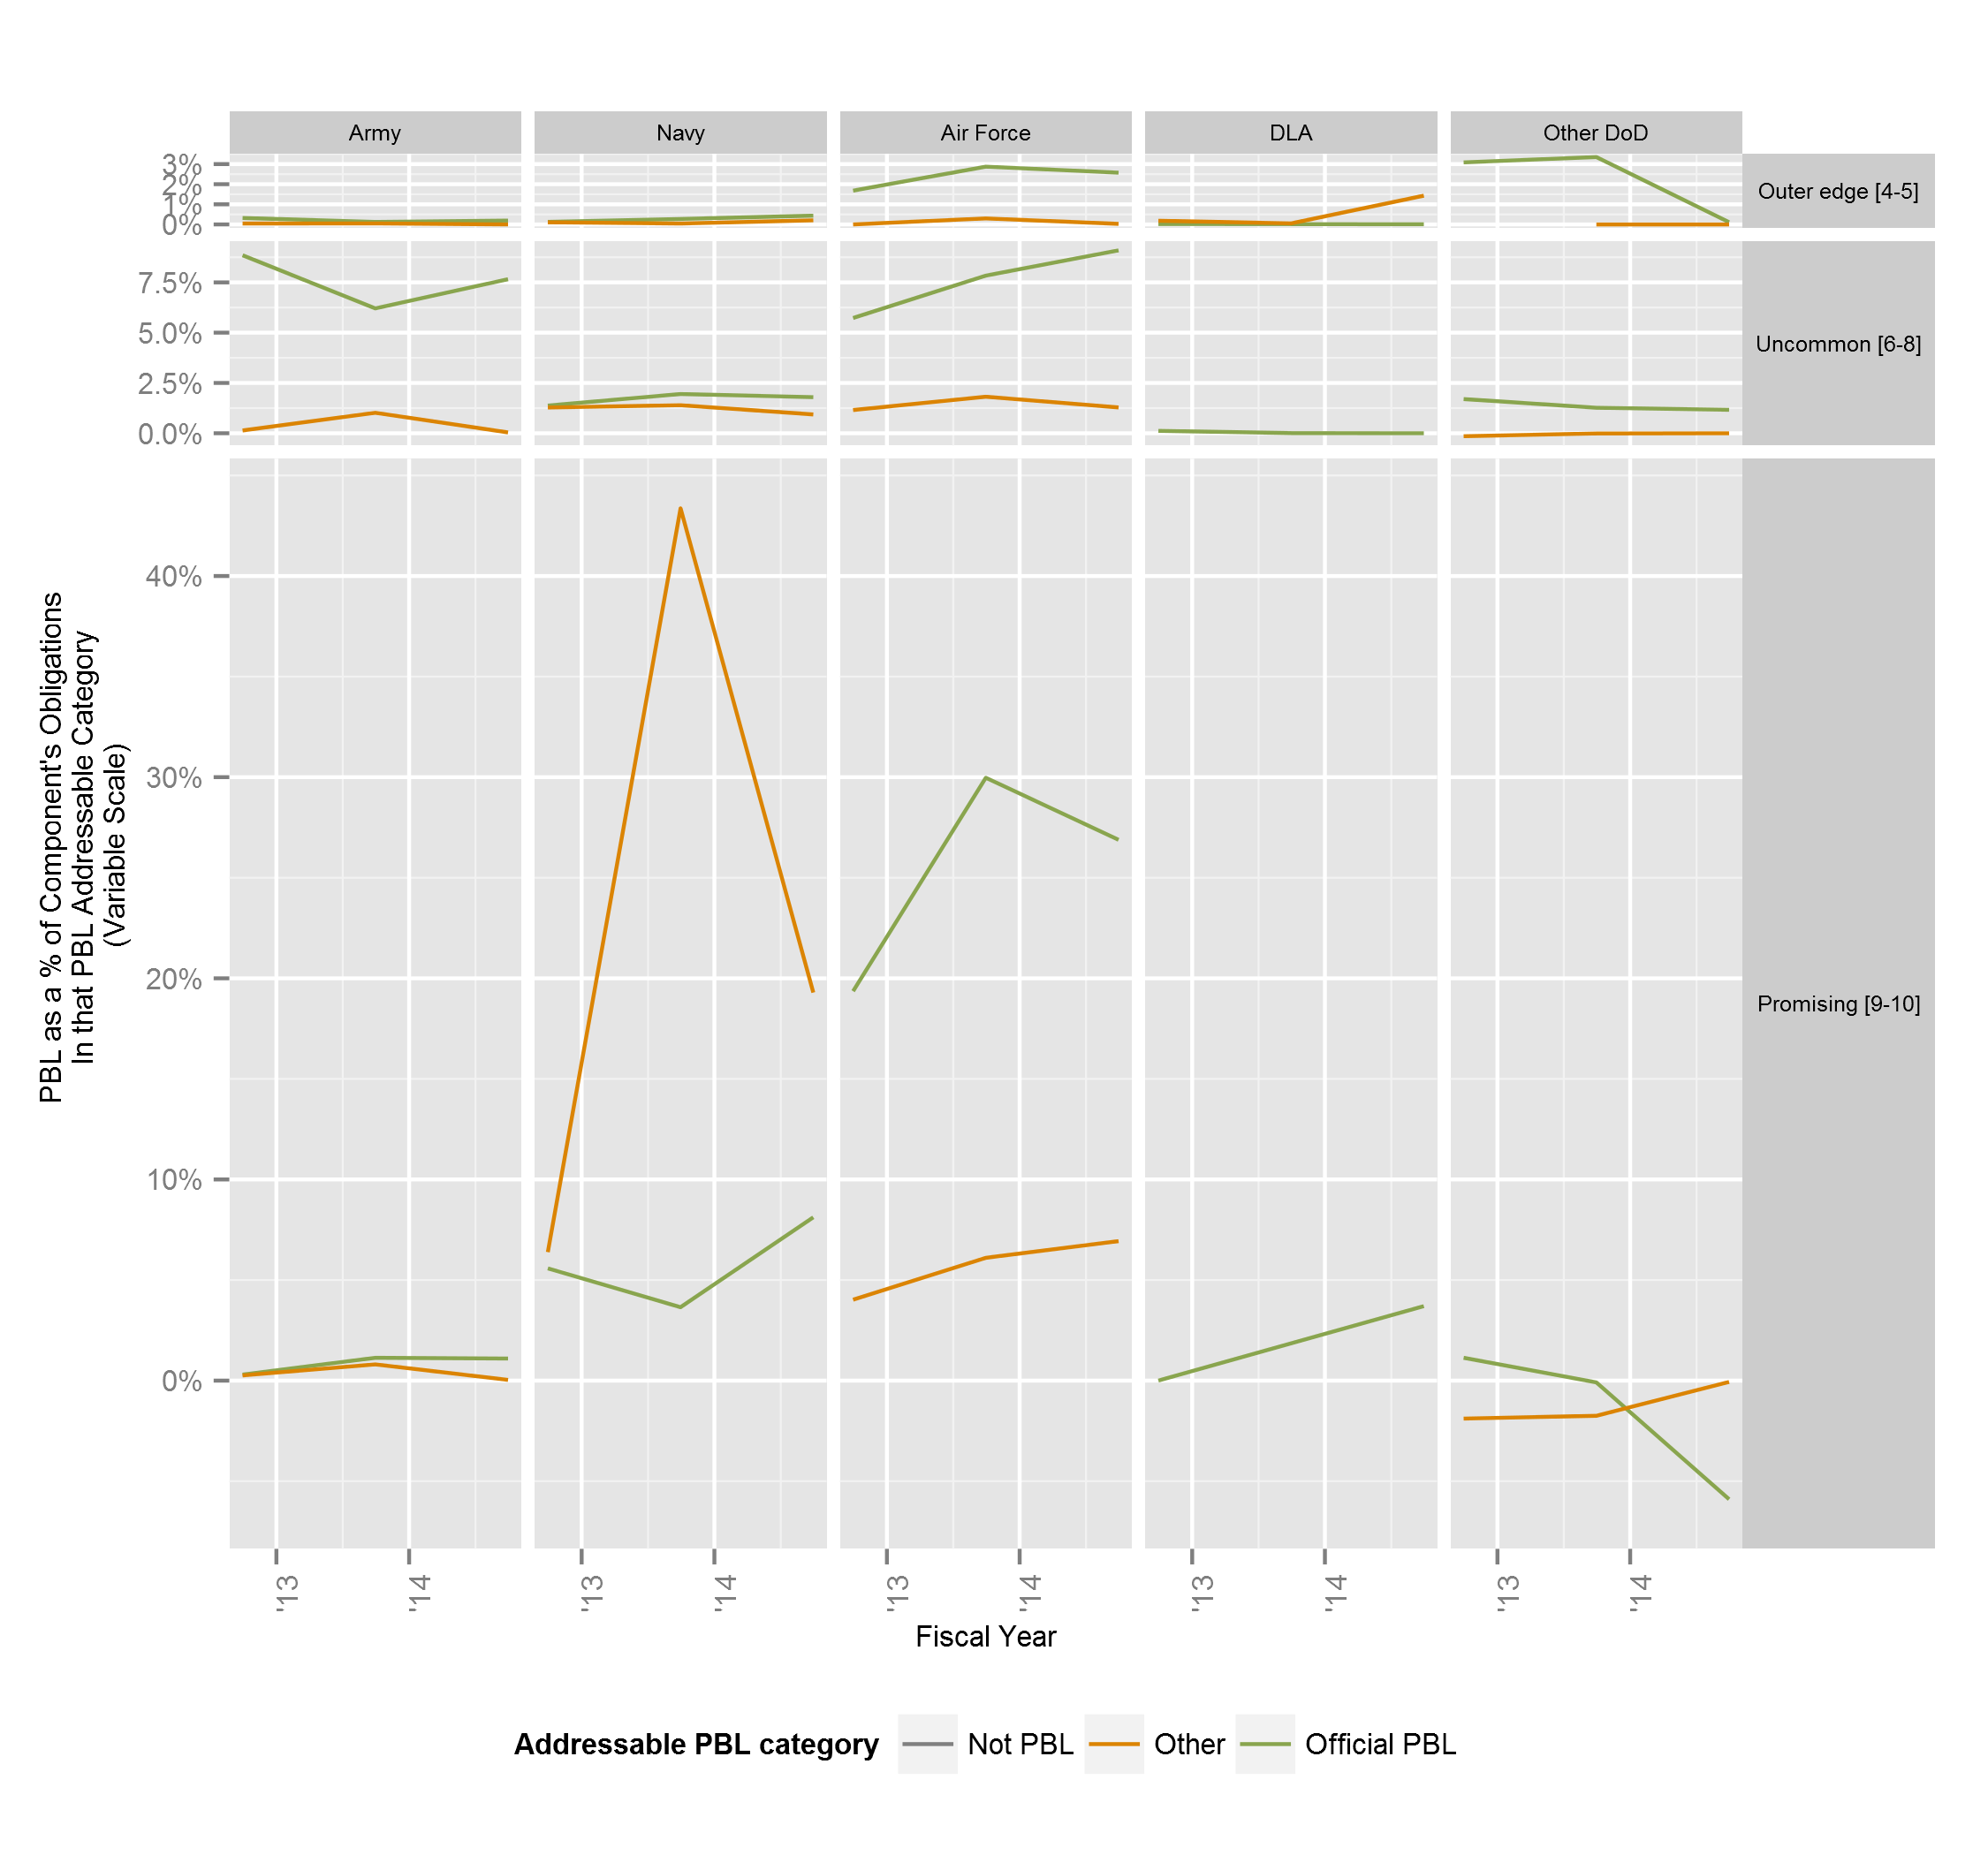 Army
Navy
Air Force
DLA
Other DoD
3%
2%
1%
0%
Outer edge [4-5]
7.5%
5.0%
2.5%
0.0%
Uncommon [6-8]
40%
30%
20%
10%
0%
Promising [9-10]
PBL as a % of Component's Obligations
In that PBL Addressable Category
(Variable Scale)
'13
'14
'13
'14
'13
'14
'13
'14
'13
'14
Fiscal Year
Addressable PBL category
Not PBL
Other
Official PBL